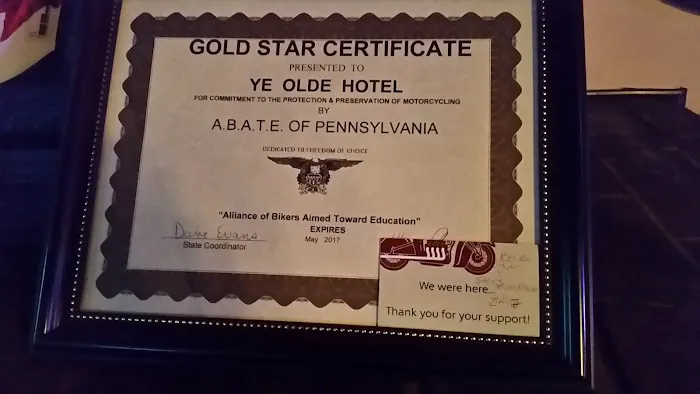 GOLD STAR CERTIFICATE
PRESENTED TO
YE OLDE HOTEL
FOR COMMITMENT TO THE PROTECTION & PRESERVATION OF MOTORCYCLING
BY
A.B.A.T.E. OF PENNSYLVANIA
DEDICATED TO FREEDOM OF CHOICE
"Alliance of Bikers Aimed Toward Education"
EXPIRES
May 2017
Dave Evans
State Coordinator
We were here...
Thank you for your support!